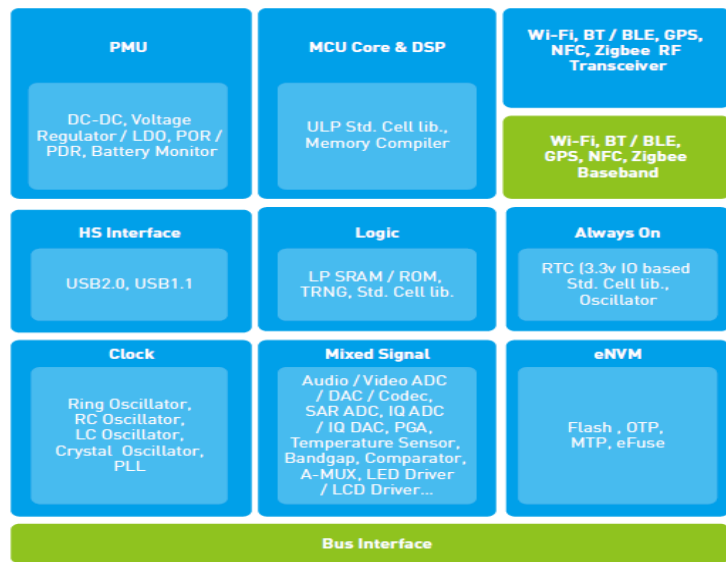 PMU
DC-DC, Voltage
Regulator / LDO, POR /
PDR, Battery Monitor
MCU Core & DSP
ULP Std. Cell lib.,
Memory Compiler
Wi-Fi, BT / BLE, GPS,
NFC, Zigbee RF
Transceiver
Wi-Fi, BT / BLE,
GPS, NFC, Zigbee
Baseband
HS Interface
USB2.0, USB1.1
Logic
LP SRAM / ROM,
TRNG, Std. Cell lib.
Always On
RTC (3.3v IO based
Std. Cell lib.,
Oscillator
Clock
Ring Oscillator,
RC Oscillator,
LC Oscillator,
Crystal Oscillator,
PLL
Mixed Signal
Audio / Video ADC
/ DAC / Codec,
SAR ADC, IQ ADC
/ IQ DAC, PGA,
Temperature Sensor,
Bandgap, Comparator,
A-MUX, LED Driver
/ LCD Driver...
eNVM
Flash , OTP,
MTP, eFuse
Bus Interface